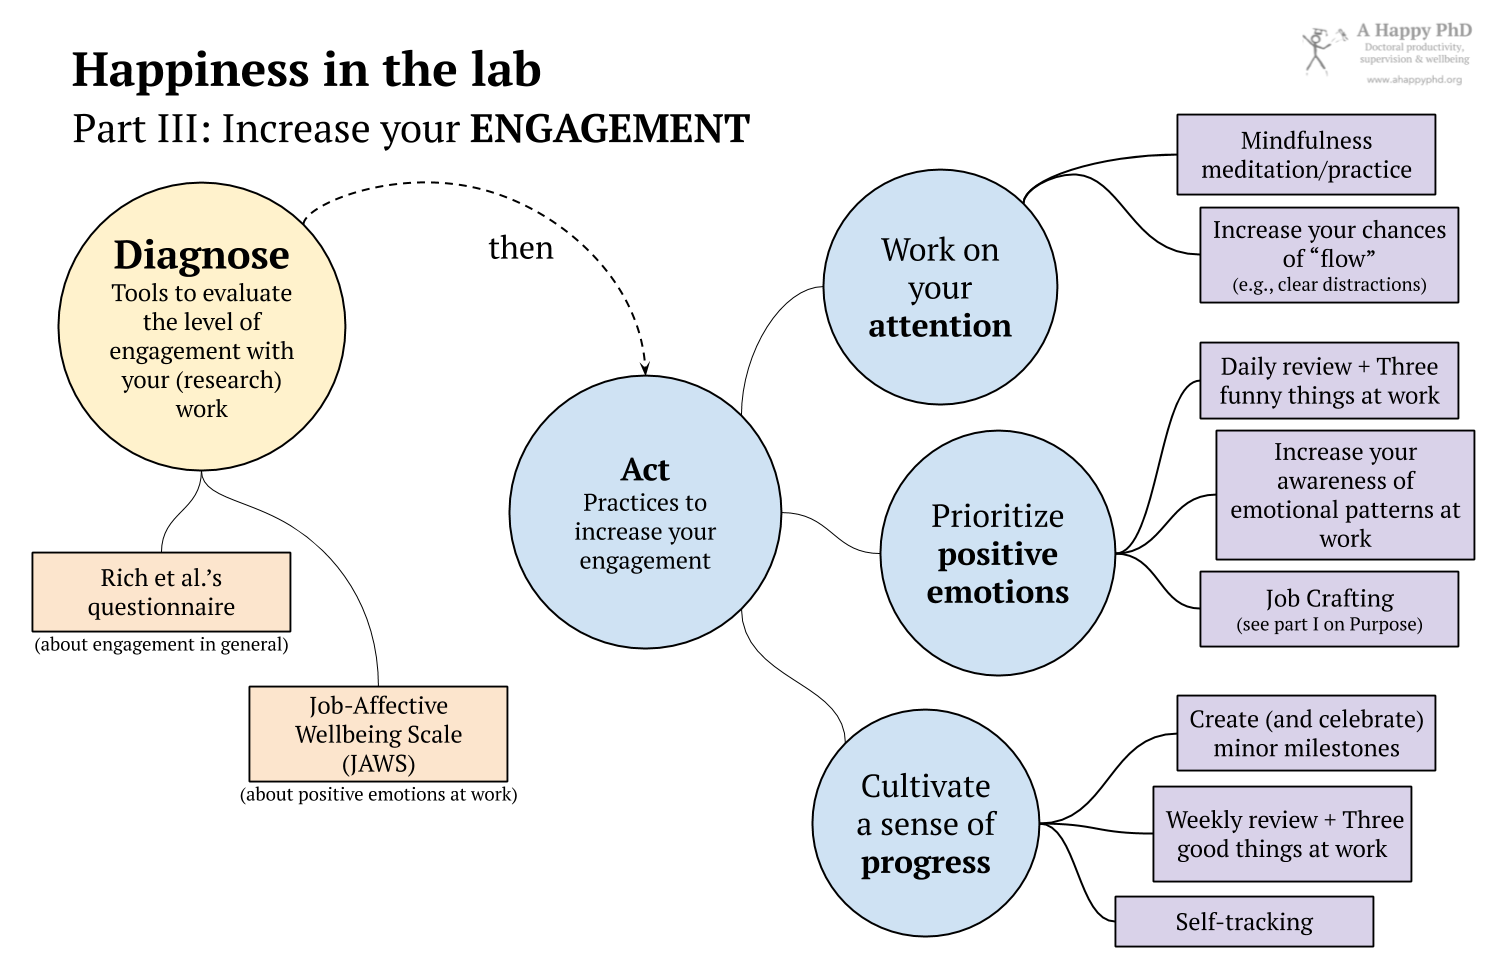 Happiness in the lab
Part III: Increase your ENGAGEMENT
A Happy PhD
Doctoral productivity,
supervision & wellbeing
www.ahappyphd.org
Diagnose
Tools to evaluate
the level of
engagement with
your (research)
work
then
Rich et al.’s
questionnaire
(about engagement in general)
Job-Affective
Wellbeing Scale
(JAWS)
(about positive emotions at work)
Act
Practices to
increase your
engagement
Work on
your
attention
Mindfulness
meditation/practice
Increase your chances
of “flow”
(e.g., clear distractions)
Prioritize
positive
emotions
Daily review + Three
funny things at work
Increase your
awareness of
emotional patterns at
work
Job Crafting
(see part I on Purpose)
Cultivate
a sense of
progress
Create (and celebrate)
minor milestones
Weekly review + Three
good things at work
Self-tracking